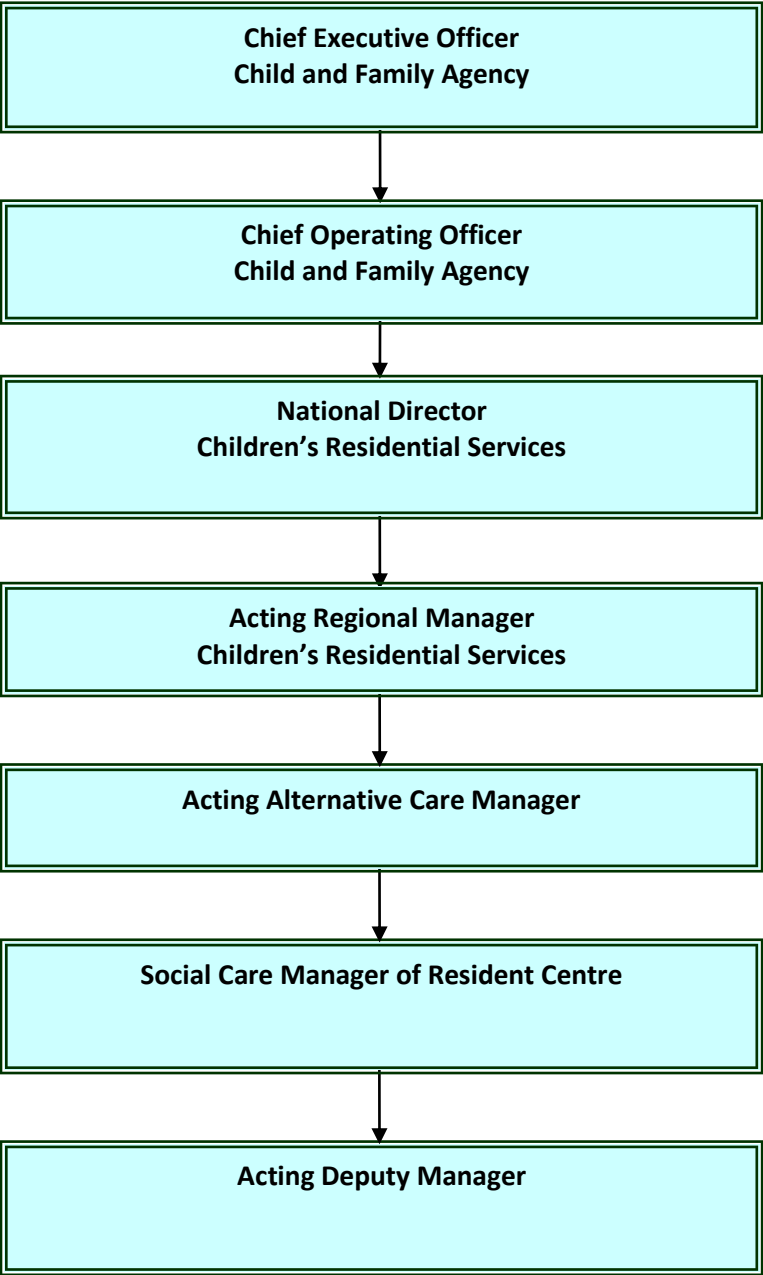 Chief Executive Officer
Child and Family Agency
Chief Operating Officer
Child and Family Agency
National Director
Children’s Residential Services
Acting Regional Manager
Children’s Residential Services
Acting Alternative Care Manager
Social Care Manager of Resident Centre
Acting Deputy Manager